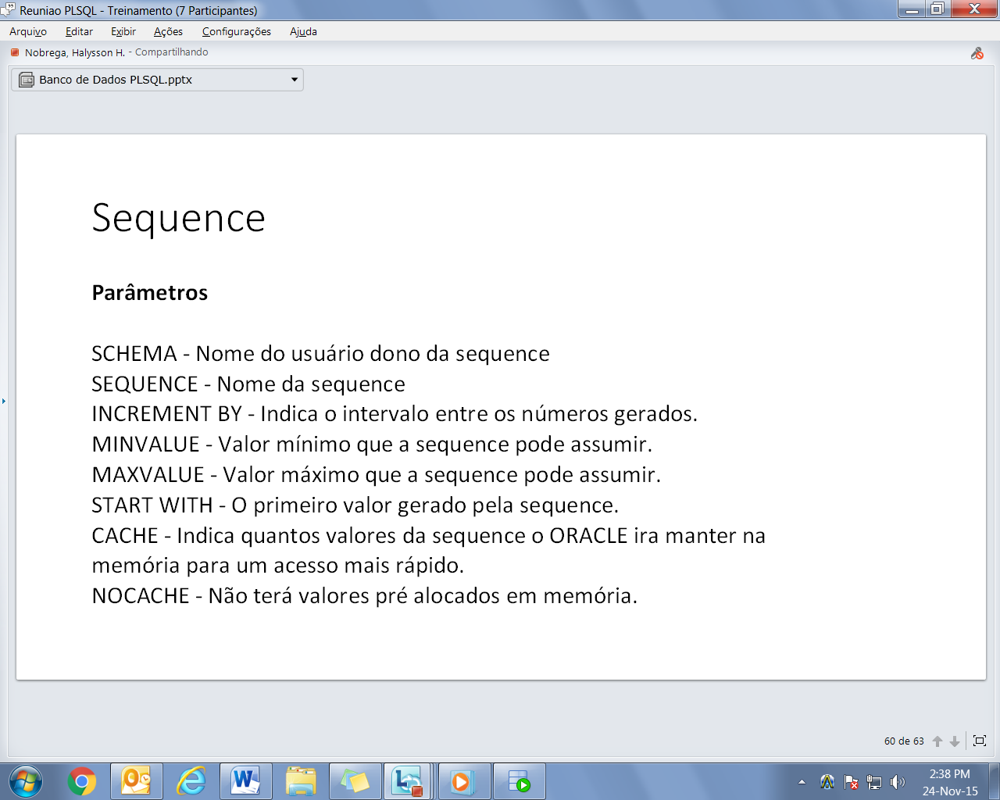 Reuniao PLSQL - Treinamento (7 Participantes)
Arquivo Editar Exibir Ações Configurações Ajuda
Nobrega, Halysson H. - Compartilhando
Banco de Dados PLSQL.pptx
Sequence
Parâmetros
SCHEMA - Nome do usuário dono da sequence
SEQUENCE - Nome da sequence
INCREMENT BY - Indica o intervalo entre os números gerados.
MINVALUE - Valor mínimo que a sequence pode assumir.
MAXVALUE - Valor máximo que a sequence pode assumir.
START WITH - O primeiro valor gerado pela sequence.
CACHE - Indica quantos valores da sequence o ORACLE ira manter na
memória para um acesso mais rápido.
NOCACHE - Não terá valores pré alocados em memória.
60 de 63
2:38 PM
24-Nov-15